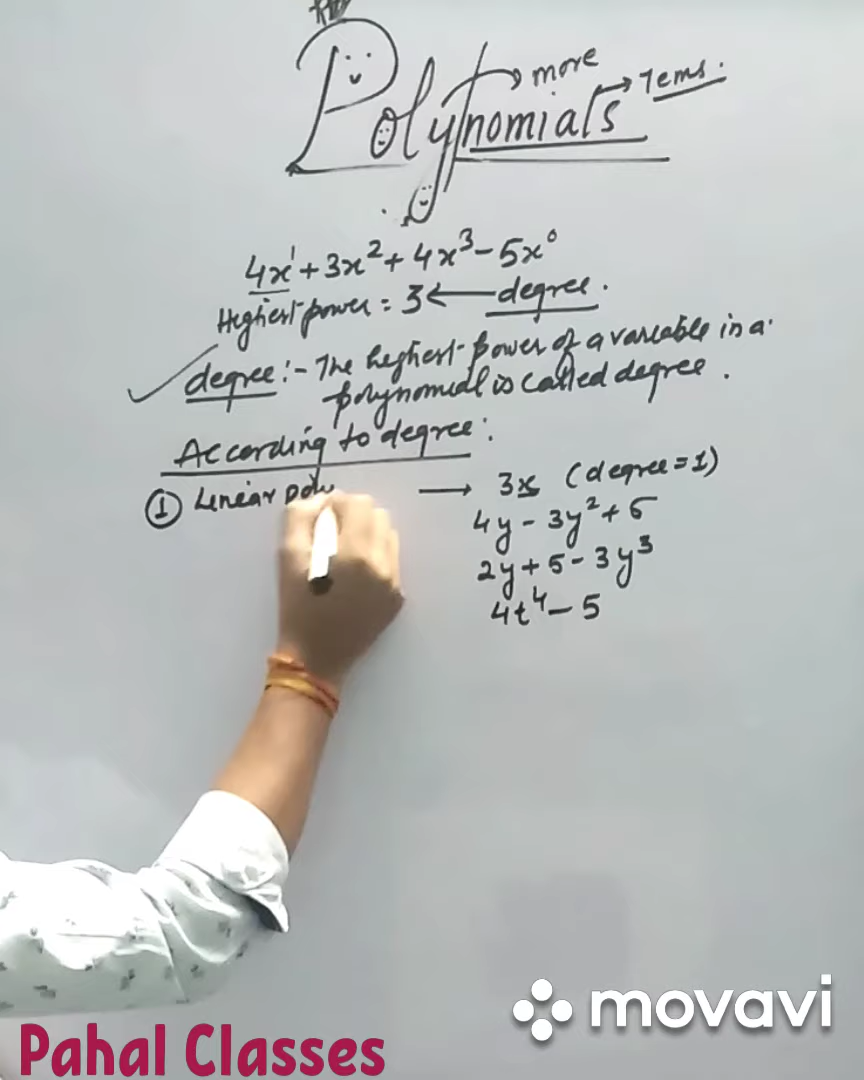 Polynomials → more → Tems.
4x¹ + 3x² + 4x³ - 5x⁰
Highest power = 3 ← degree.
degree :- The highest power of a variable in a
polynomial is called degree.
According to degree :
① Linear poly → 3x (degree = 1)
4y - 3y² + 5
2y + 5 - 3y³
4t⁴ - 5
movavi
Pahal Classes